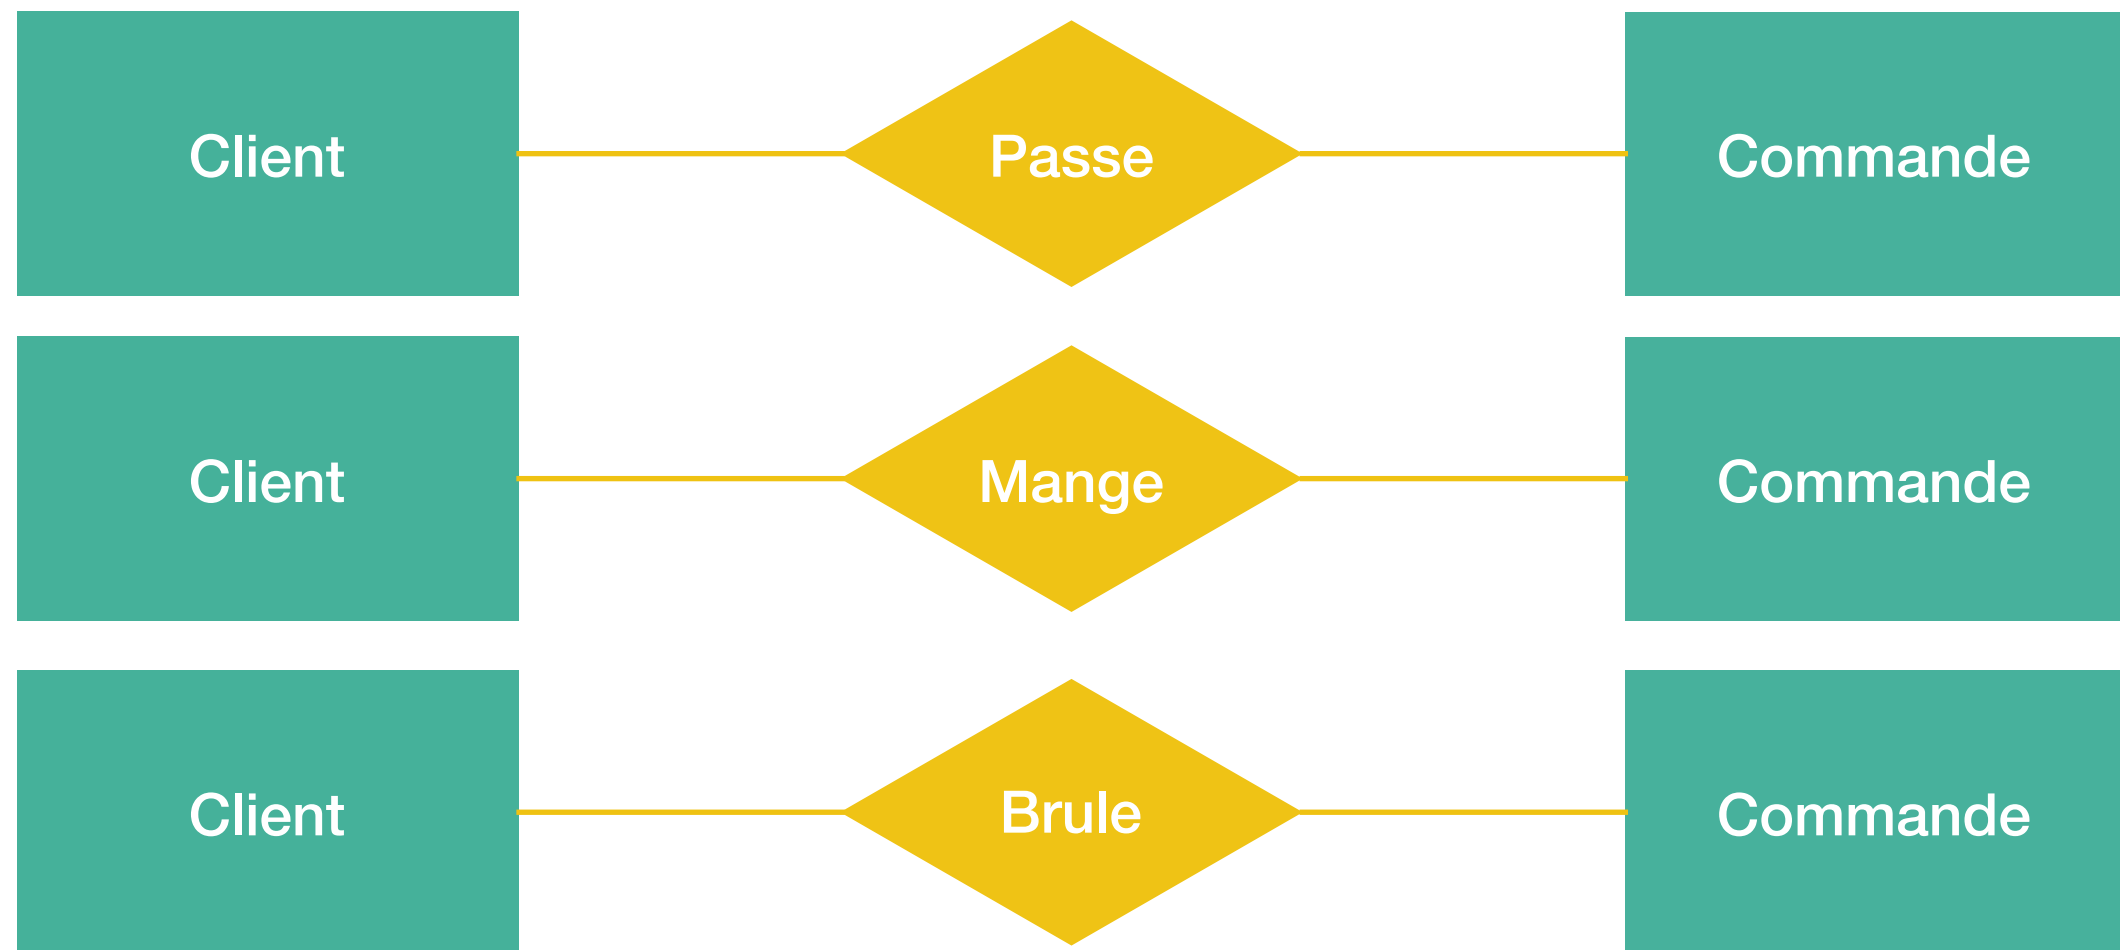 Client
Passe
Commande
Client
Mange
Commande
Client
Brule
Commande